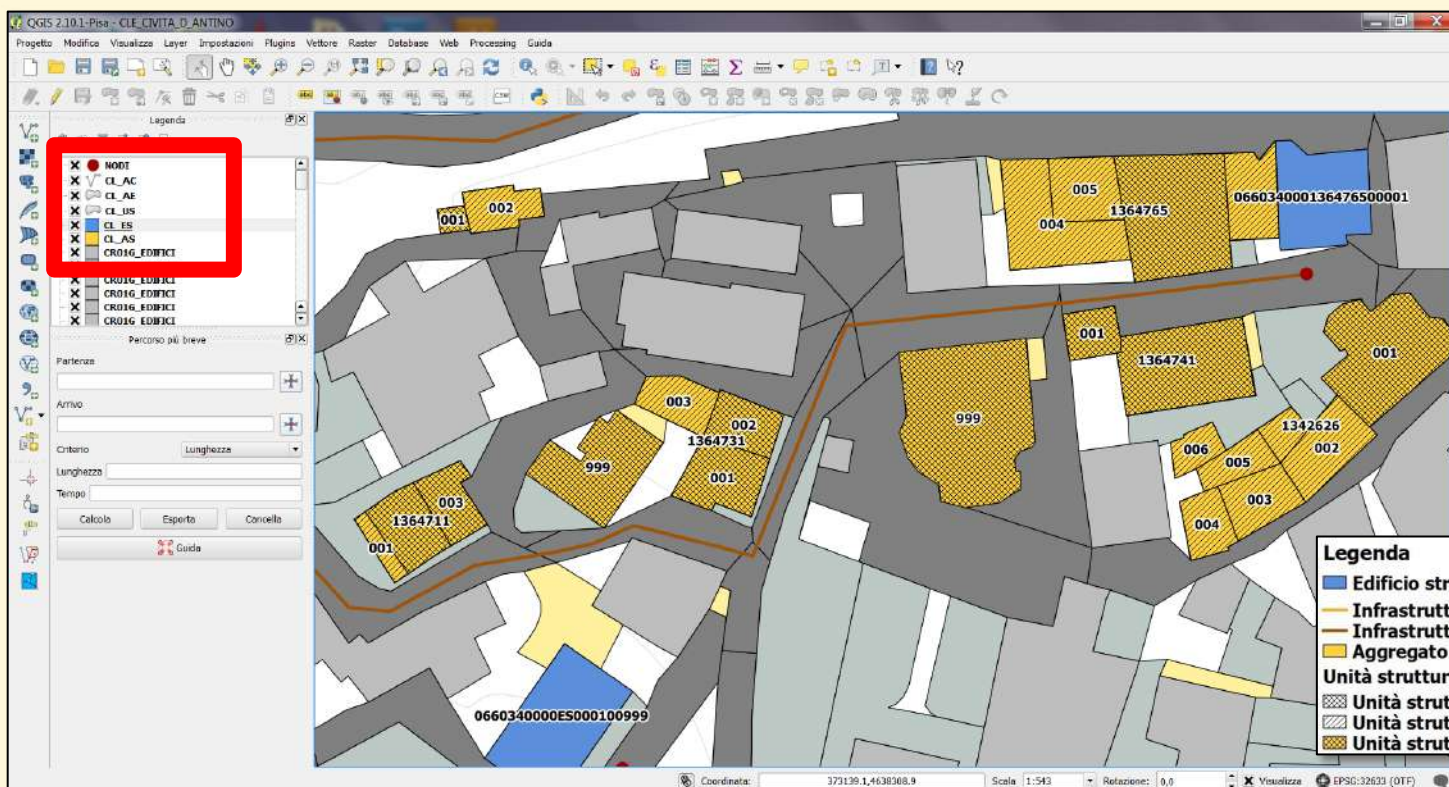 QGIS 2.10.1-Pisa - CLE_CIVITA_D_ANTINO
Progetto Modifica Visualizza Layer Impostazioni Plugins Vettore Raster Database Web Processing Guida
Legenda
NODI
CL_AC
CL_AE
CL_US
CL_ES
CL_AS
CR01G_EDIFICI
CR01G_EDIFICI
CR01G_EDIFICI
CR01G_EDIFICI
CR01G_EDIFICI
Percorso più breve
Partenza
Arrivo
Criterio Lunghezza
Lunghezza
Tempo
Calcola Esporta Cancella
Guida
001 002
005
004 1364765
066034000136476500001
001
1364741
001
003
002
1364731
999
001
999
1342626
006 005 002
003
004
003
1364711
001
0660340000ES000100999
Legenda
Edificio str
Infrastrutt
Infrastrutt
Aggregato
Unità struttur
Unità strut
Unità strut
Unità strut
Coordinata: 373139.1,4638308.9 Scala 1:543 Rotazione: 0,0 Visualizza EPSG:32633 (OTF)